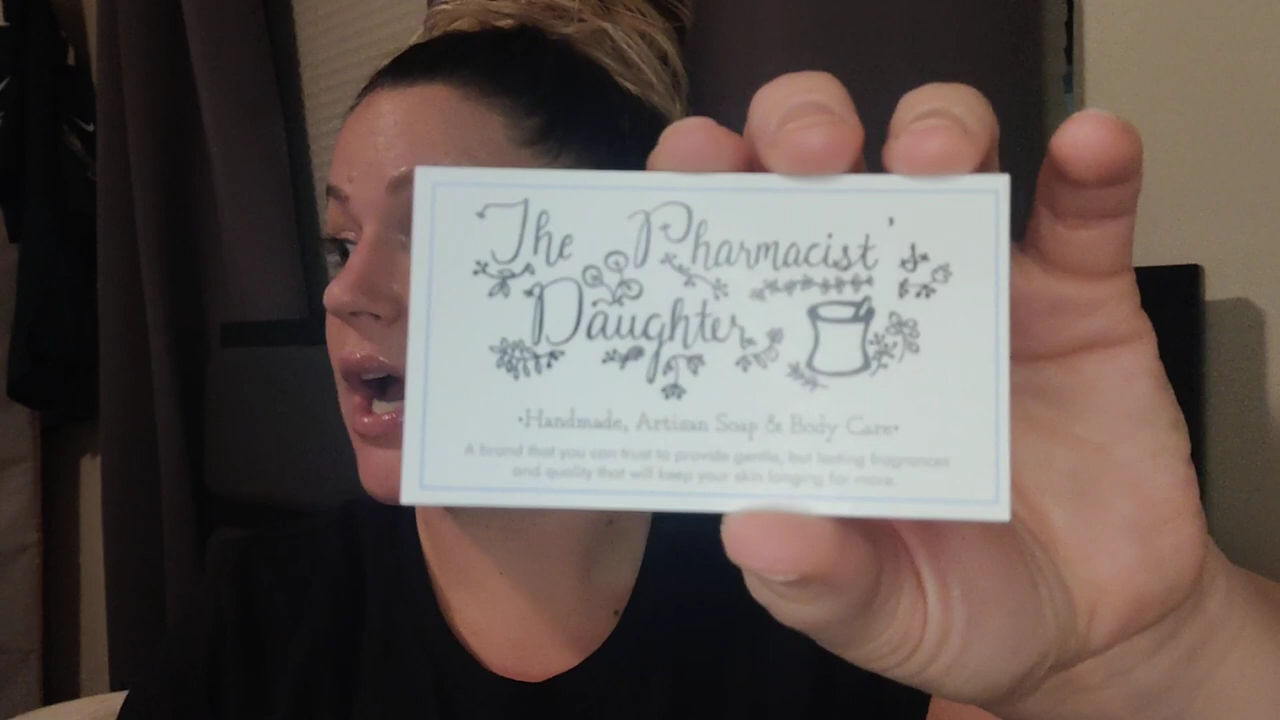 The Pharmacist's
Daughter
•Handmade, Artisan Soap & Body Care•
A brand that you can trust to provide gentle, but lasting fragrances
and quality that will keep your skin longing for more.